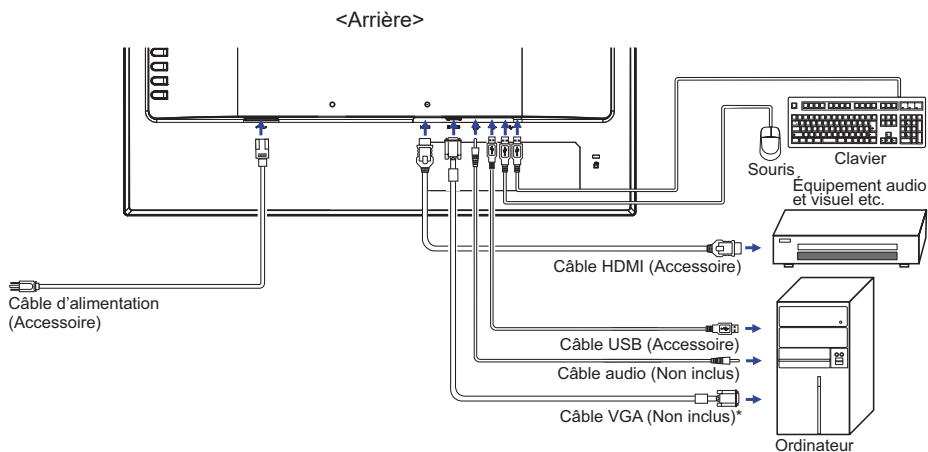 <Arrière>
Souris
Clavier
Équipement audio
et visuel etc.
Câble HDMI (Accessoire)
Câble d'alimentation
(Accessoire)
Câble USB (Accessoire)
Câble audio (Non inclus)
Câble VGA (Non inclus)*
Ordinateur